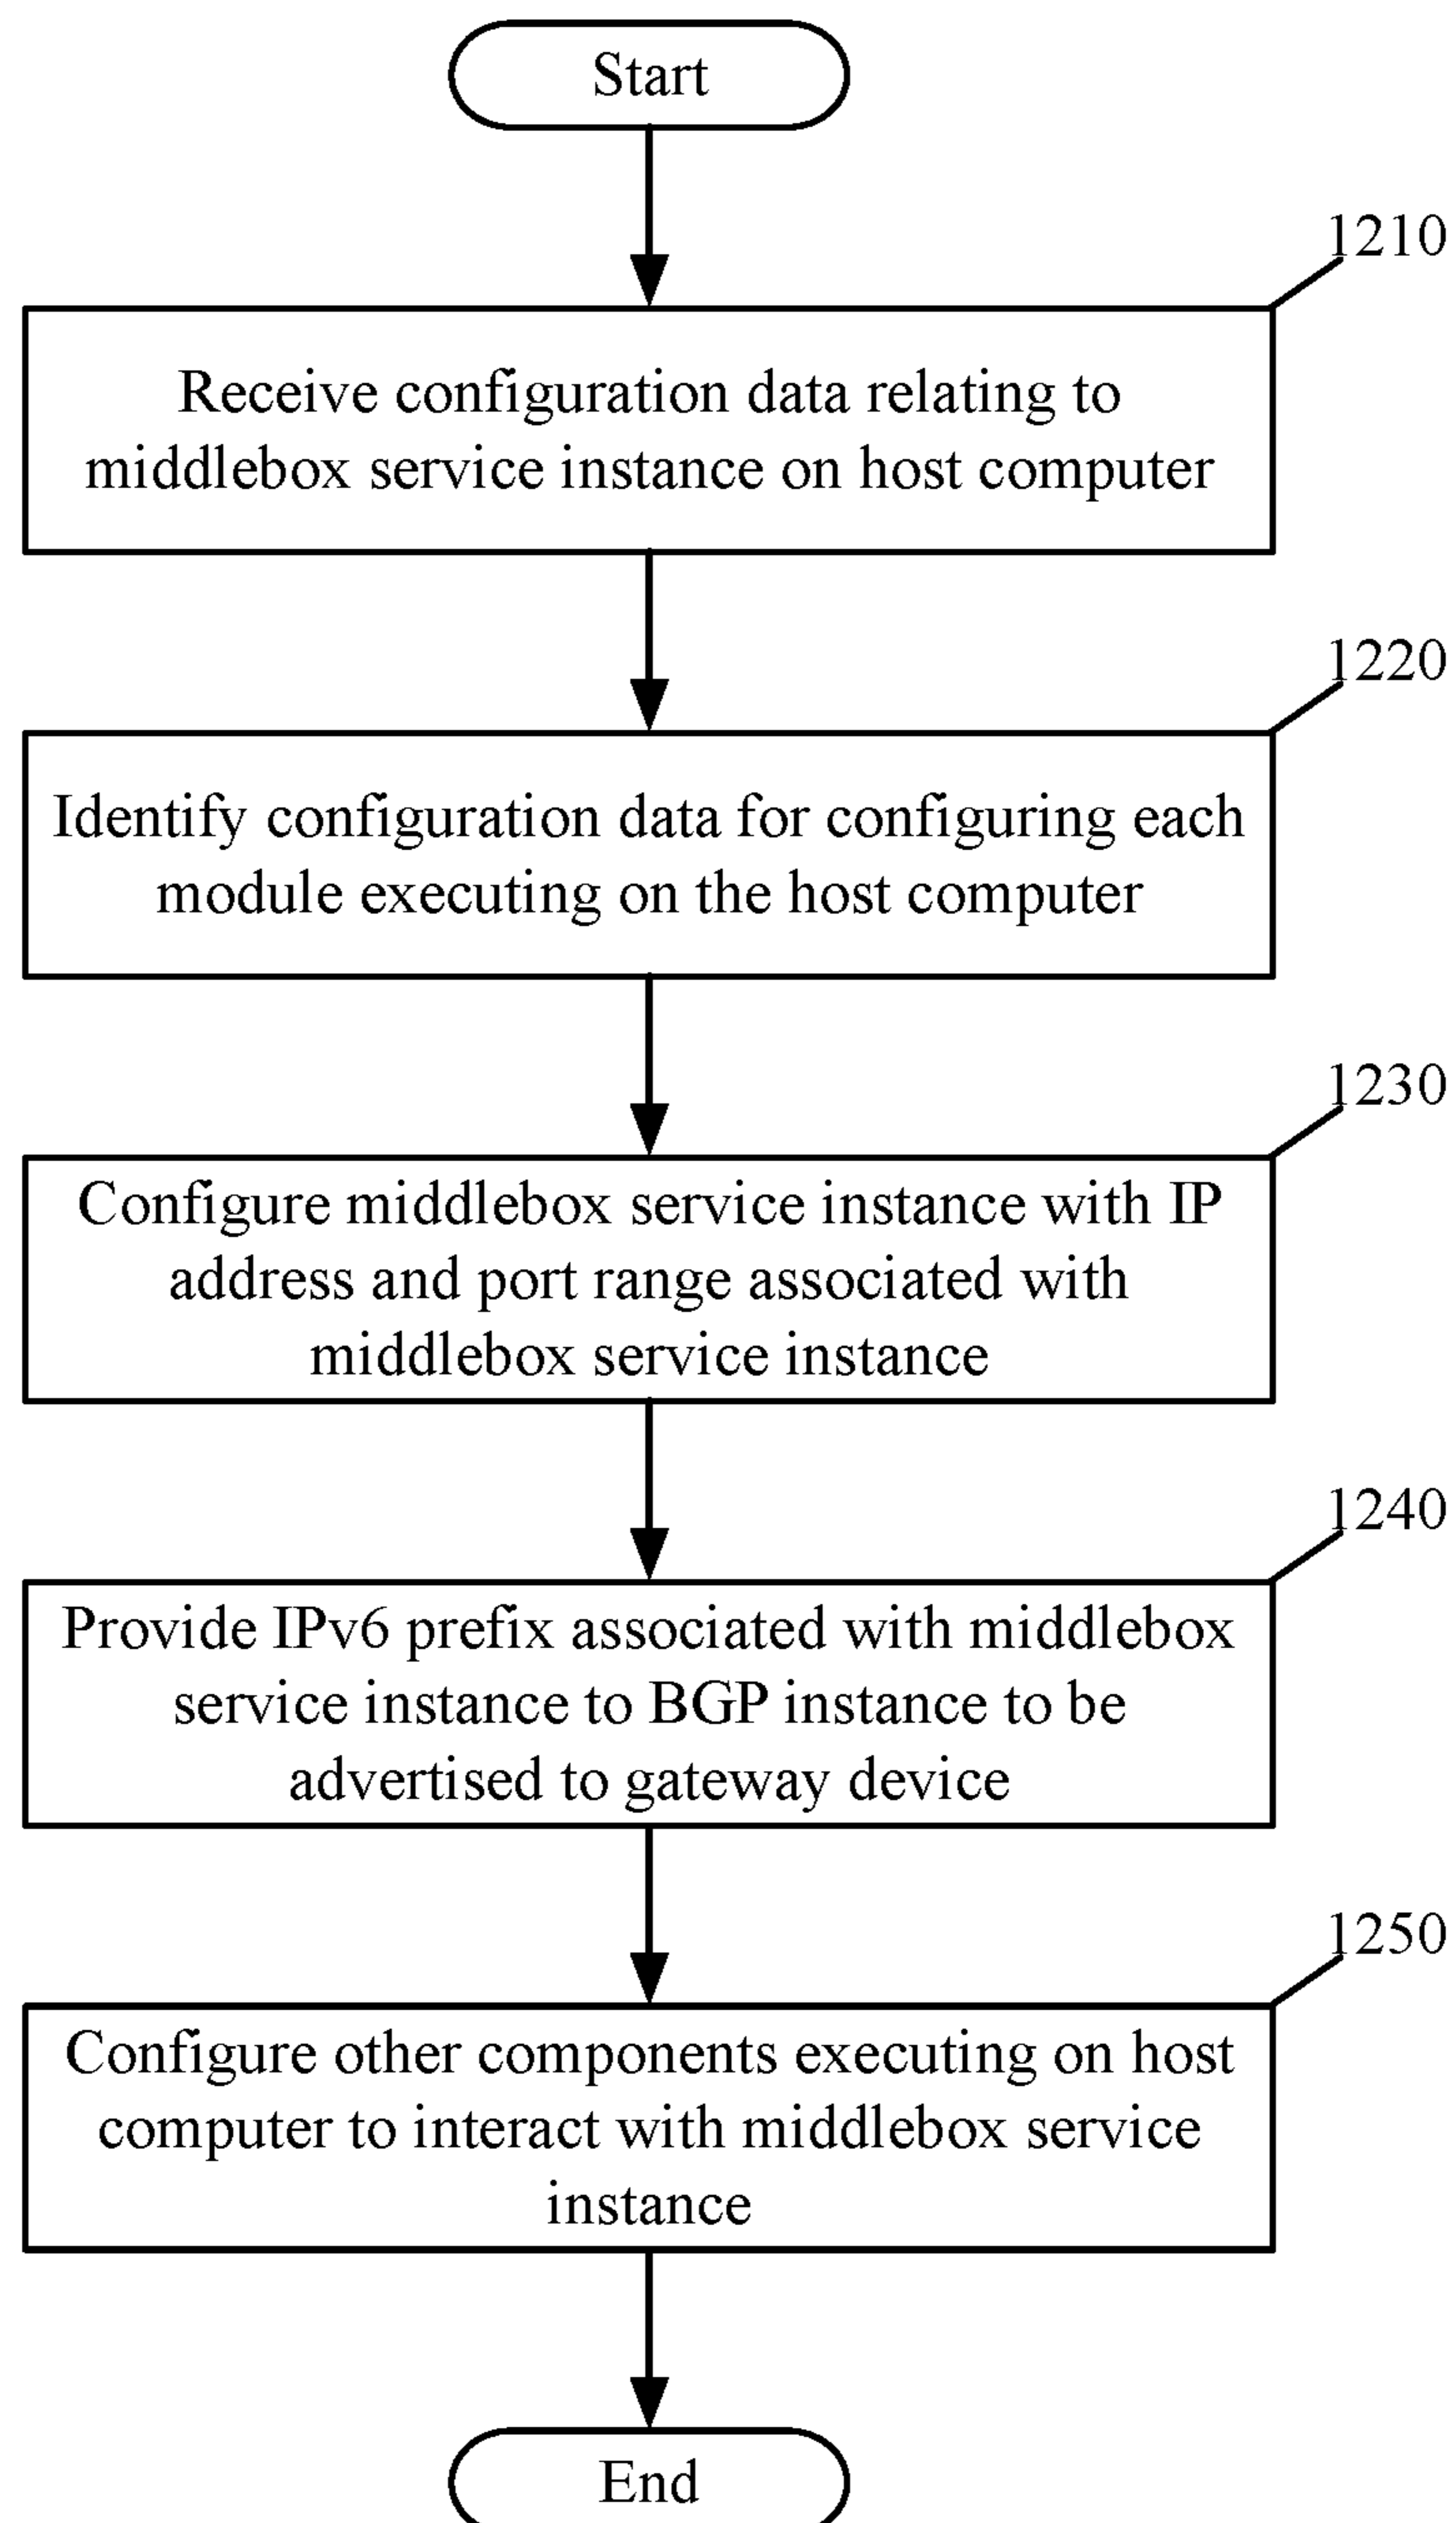 Start
1210
Receive configuration data relating to
middlebox service instance on host computer
1220
Identify configuration data for configuring each
module executing on the host computer
1230
Configure middlebox service instance with IP
address and port range associated with
middlebox service instance
1240
Provide IPv6 prefix associated with middlebox
service instance to BGP instance to be
advertised to gateway device
1250
Configure other components executing on host
computer to interact with middlebox service
instance
End